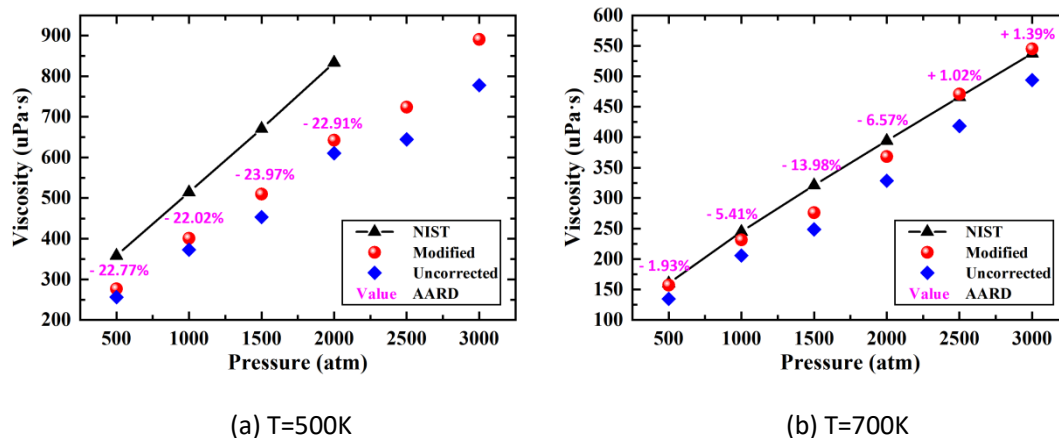 900
800
700
600
500
400
300
200
Viscosity (uPa·s)
- 22.77%
- 22.02%
- 23.97%
- 22.91%
NIST
Modified
Uncorrected
Value AARD
500 1000 1500 2000 2500 3000
Pressure (atm)
(a) T=500K
600
550
500
450
400
350
300
250
200
150
100
Viscosity (uPa·s)
- 1.93%
- 5.41%
- 13.98%
- 6.57%
+ 1.02%
+ 1.39%
NIST
Modified
Uncorrected
Value AARD
500 1000 1500 2000 2500 3000
Pressure (atm)
(b) T=700K